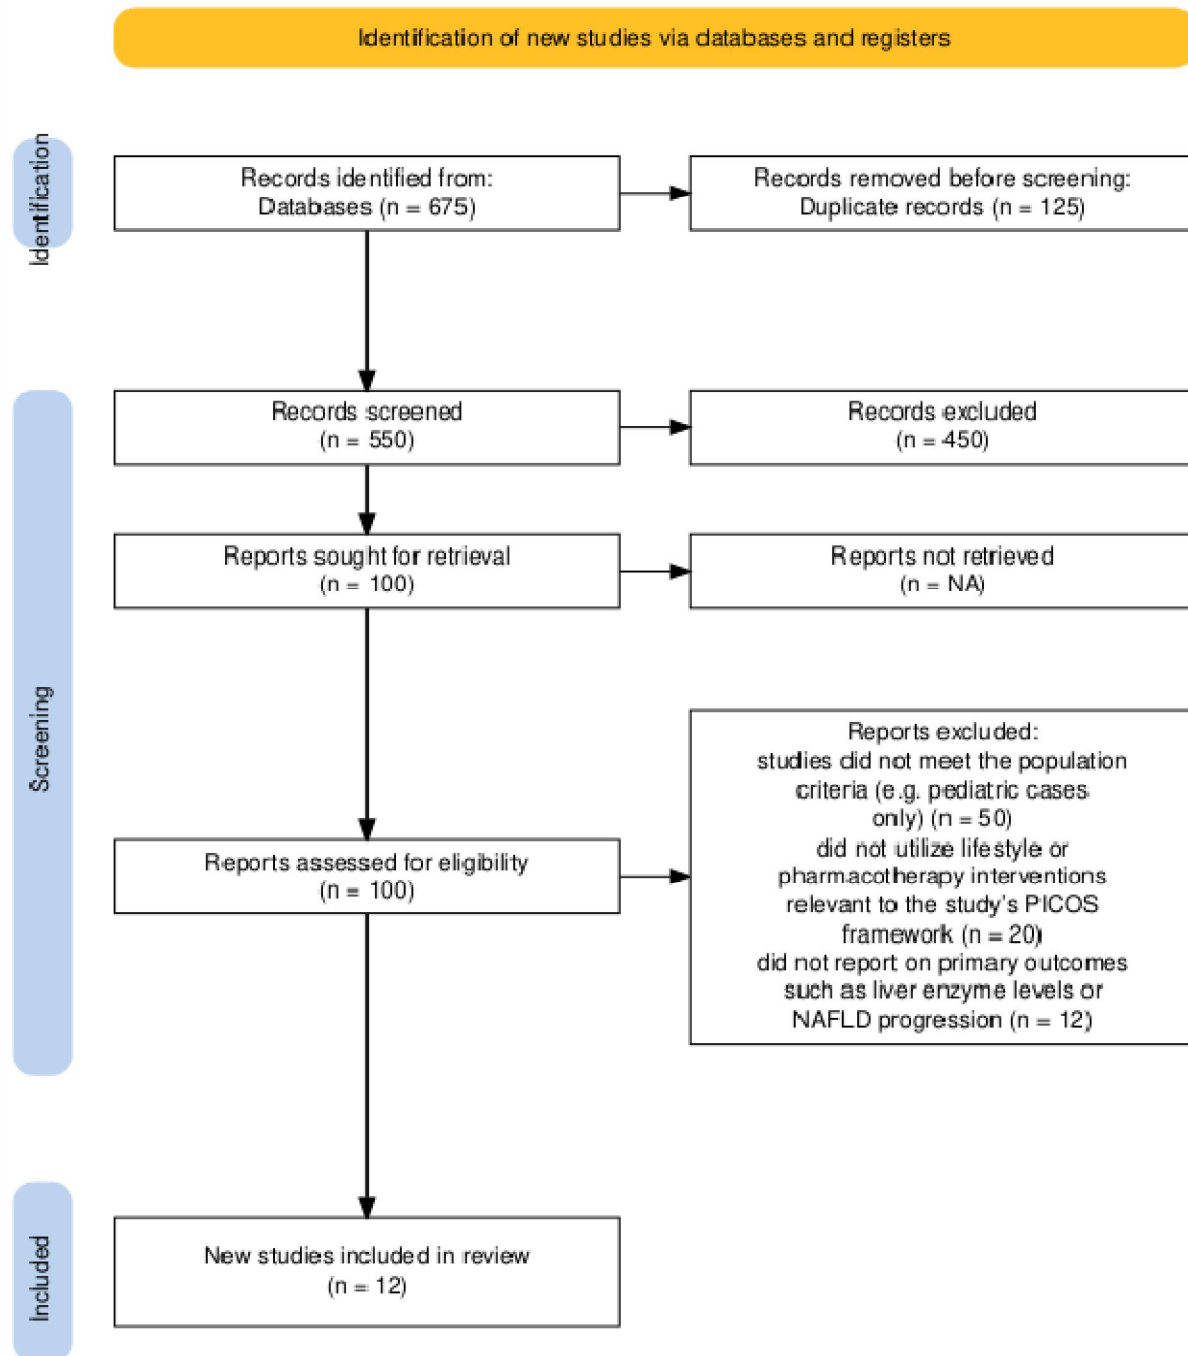 Identification of new studies via databases and registers
Identification
Records identified from:
Databases (n = 675)
Records removed before screening:
Duplicate records (n = 125)
Screening
Records screened
(n = 550)
Records excluded
(n = 450)
Reports sought for retrieval
(n = 100)
Reports not retrieved
(n = NA)
Reports assessed for eligibility
(n = 100)
Reports excluded:
studies did not meet the population
criteria (e.g. pediatric cases
only) (n = 50)
did not utilize lifestyle or
pharmacotherapy interventions
relevant to the study's PICOS
framework (n = 20)
did not report on primary outcomes
such as liver enzyme levels or
NAFLD progression (n = 12)
Included
New studies included in review
(n = 12)